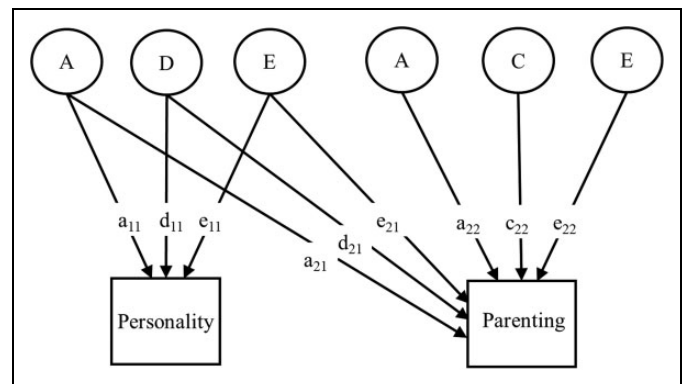 A D E A C E
a11 d11 e11 e21 a22 c22 e22
d21
a21
Personality Parenting